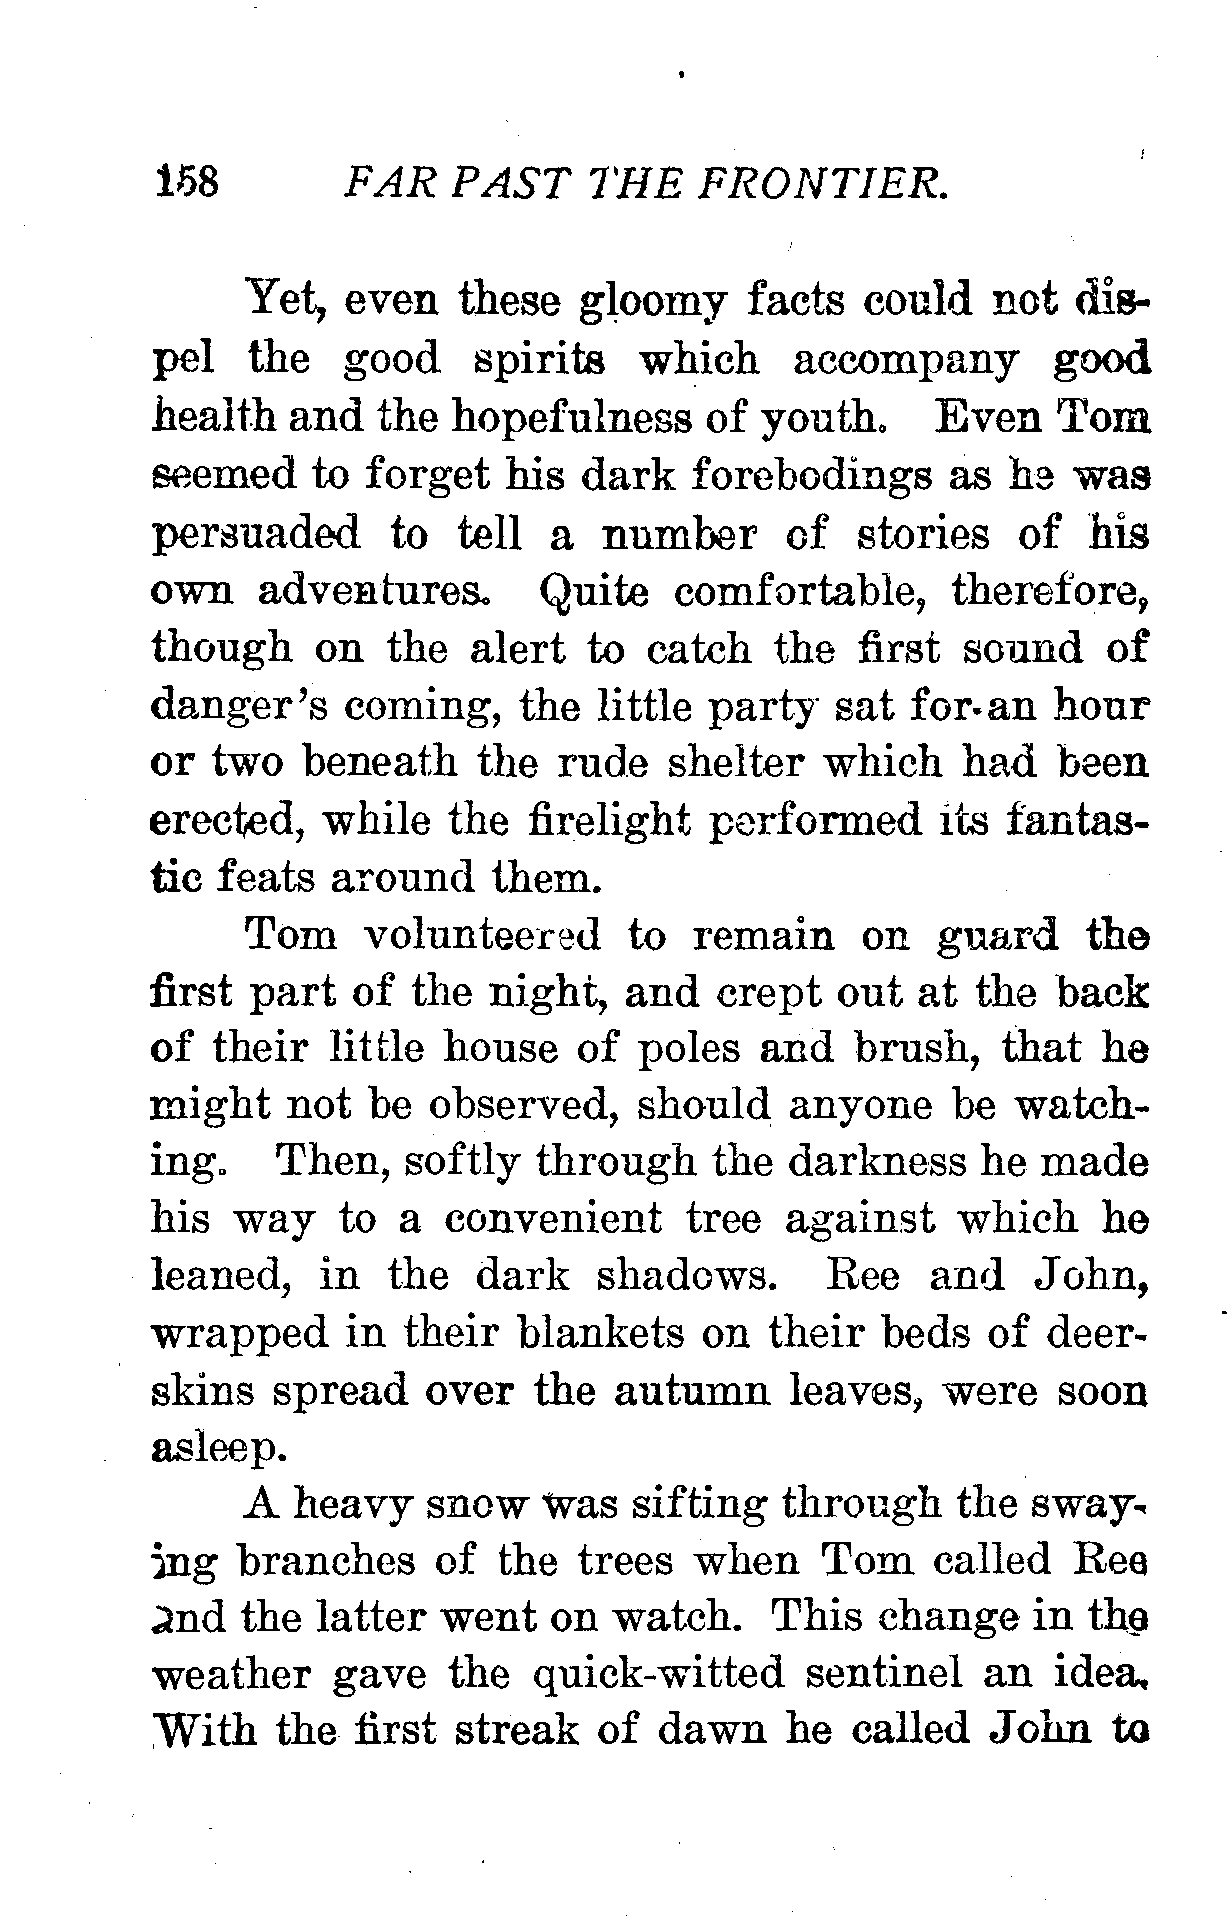 158 FAR PAST THE FRONTIER.
Yet, even these gloomy facts could not dis-
pel the good spirits which accompany good
health and the hopefulness of youth. Even Tom
seemed to forget his dark forebodings as he was
persuaded to tell a number of stories of his
own adventures. Quite comfortable, therefore,
though on the alert to catch the first sound of
danger's coming, the little party sat for an hour
or two beneath the rude shelter which had been
erected, while the firelight performed its fantas-
tic feats around them.
Tom volunteered to remain on guard the
first part of the night, and crept out at the back
of their little house of poles and brush, that he
might not be observed, should anyone be watch-
ing. Then, softly through the darkness he made
his way to a convenient tree against which he
leaned, in the dark shadows. Ree and John,
wrapped in their blankets on their beds of deer-
skins spread over the autumn leaves, were soon
asleep.
A heavy snow was sifting through the sway-
ing branches of the trees when Tom called Ree
and the latter went on watch. This change in the
weather gave the quick-witted sentinel an idea.
With the first streak of dawn he called John to